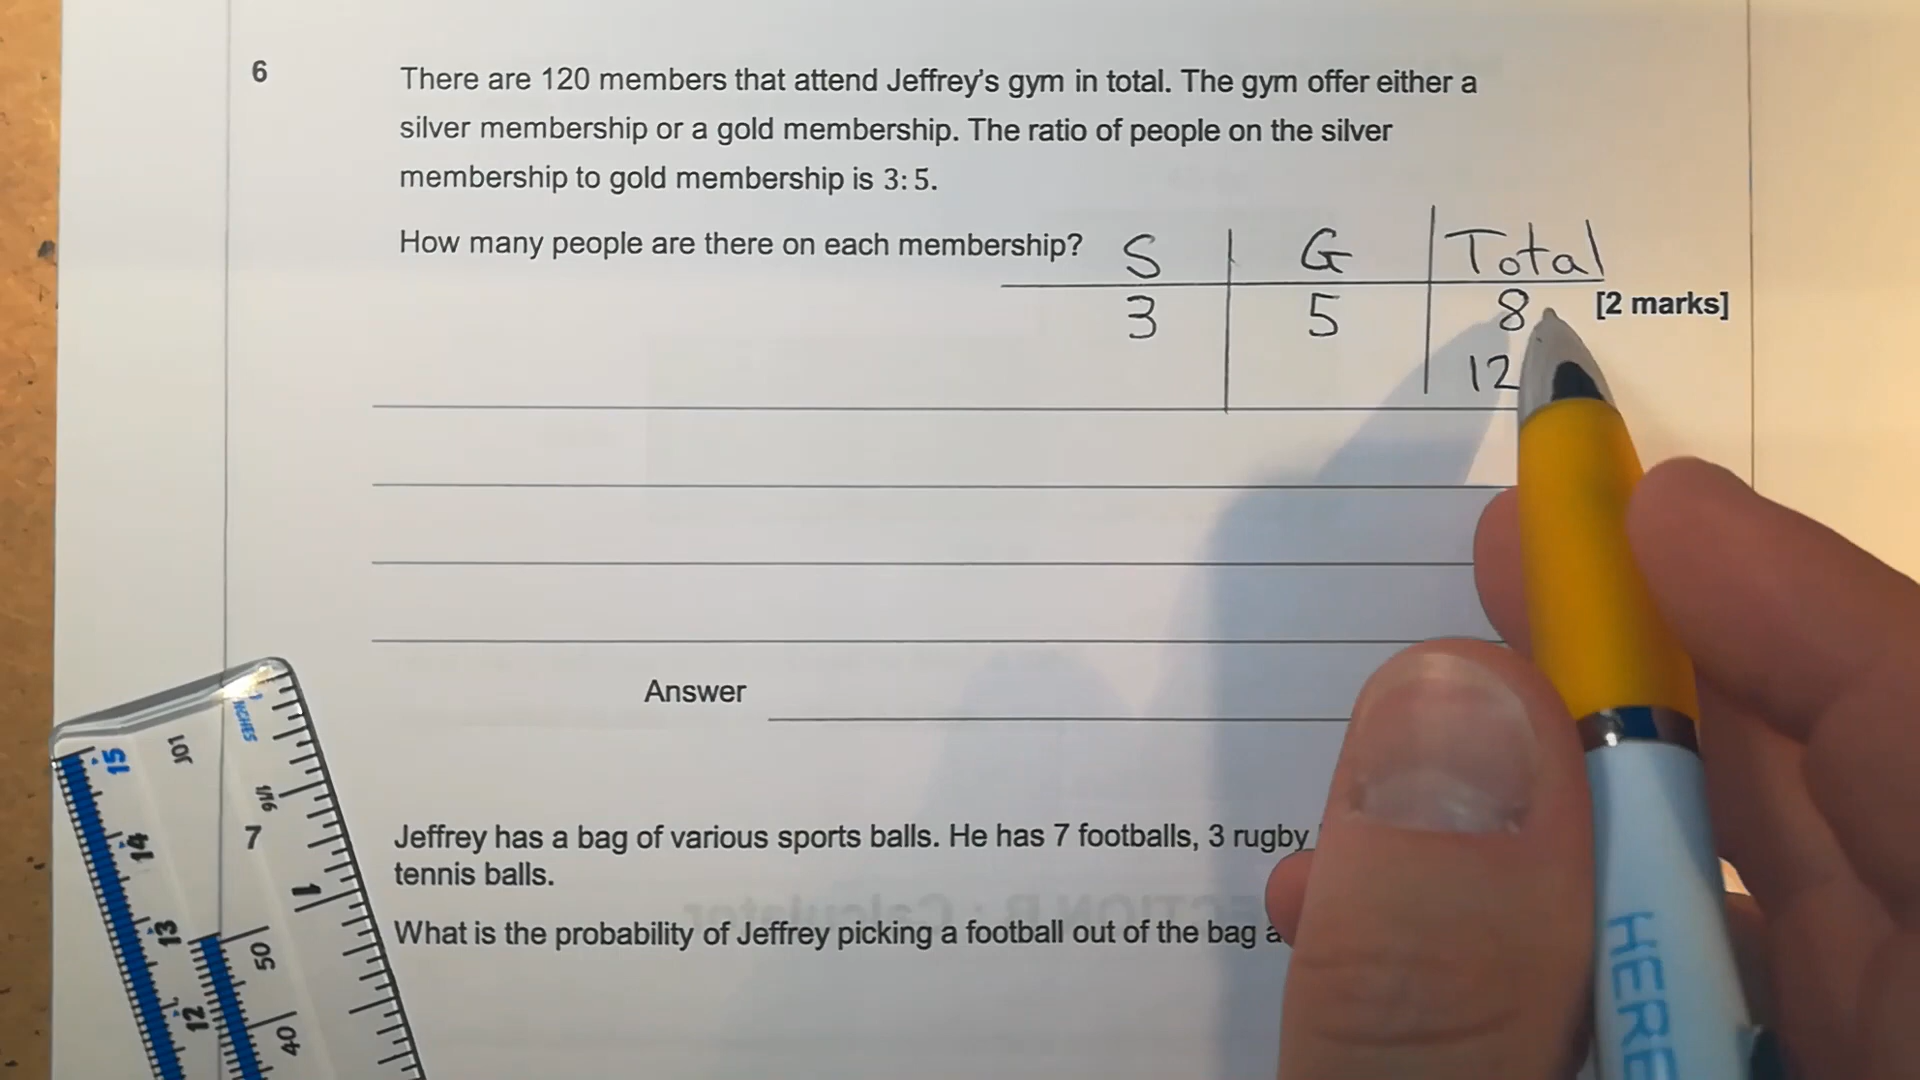 6
There are 120 members that attend Jeffrey's gym in total. The gym offer either a
silver membership or a gold membership. The ratio of people on the silver
membership to gold membership is 3:5.
How many people are there on each membership?
S G Total
3 5 8
[2 marks]
12
Answer
7
Jeffrey has a bag of various sports balls. He has 7 footballs, 3 rugby
tennis balls.
What is the probability of Jeffrey picking a football out of the bag
15
14
13
12
1/16
1
50
40
HERE